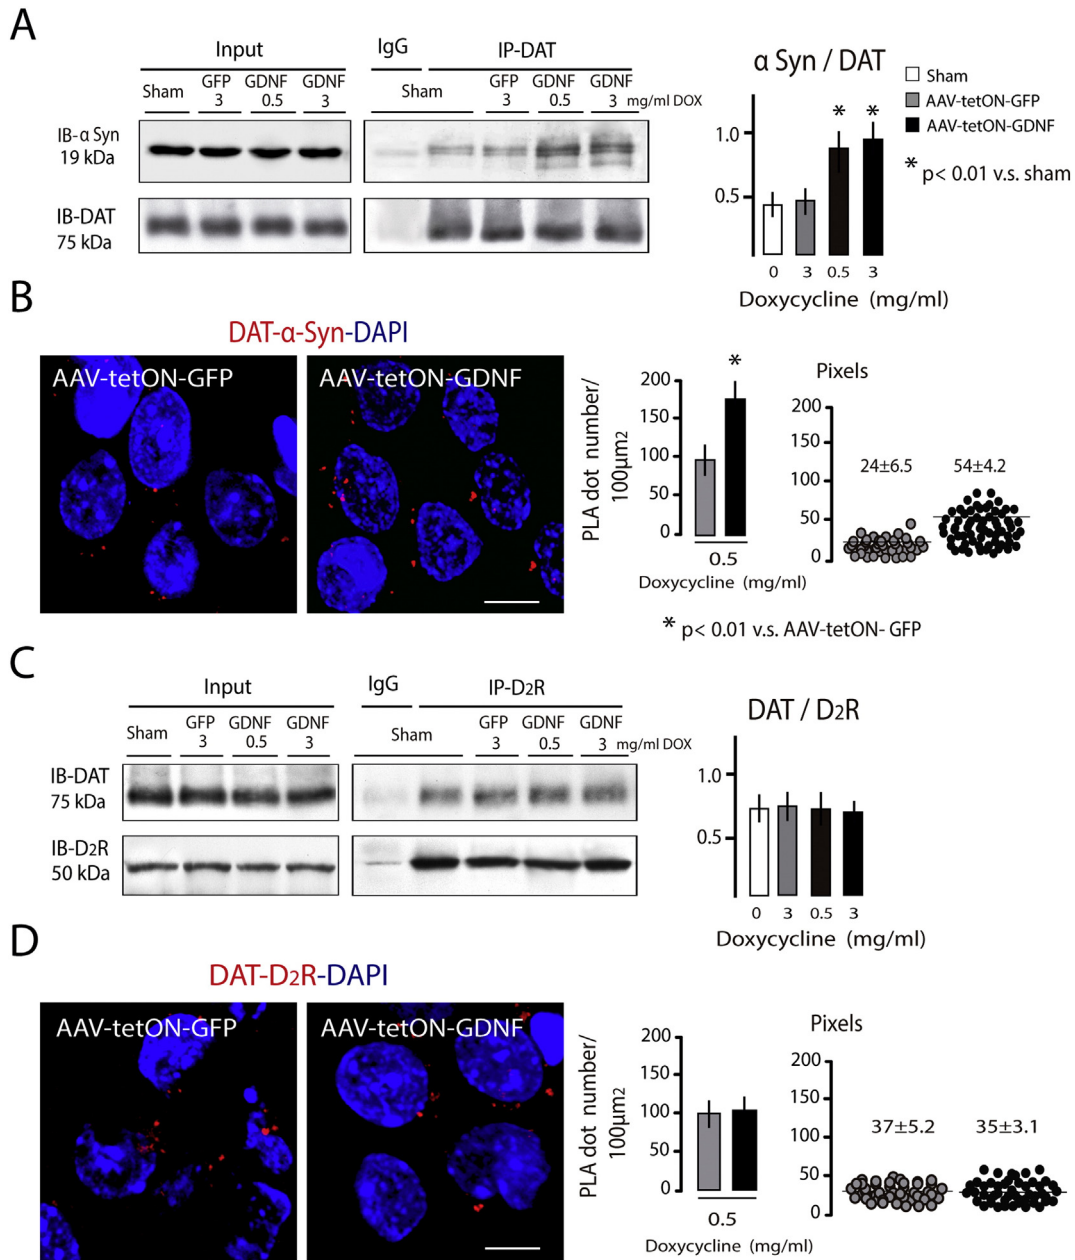 A
Input
IgG
IP-DAT
Sham
GFP
3
GDNF
0.5
GDNF
3
Sham
GFP
3
GDNF
0.5
GDNF
3
mg/ml DOX
IB-α Syn
19 kDa
IB-DAT
75 kDa
α Syn / DAT
Sham
AAV-tetON-GFP
AAV-tetON-GDNF
* p< 0.01 v.s. sham
* *
1.0
0.5
0 3 0.5 3
Doxycycline (mg/ml)
B
DAT-α-Syn-DAPI
AAV-tetON-GFP
AAV-tetON-GDNF
PLA dot number/
100μm2
200
150
100
50
0
*
0.5
Doxycycline (mg/ml)
Pixels
200
150
100
50
0
24±6.5
54±4.2
* p< 0.01 v.s. AAV-tetON- GFP
C
Input
IgG
IP-D2R
Sham
GFP
3
GDNF
0.5
GDNF
3
Sham
GFP
3
GDNF
0.5
GDNF
3
mg/ml DOX
IB-DAT
75 kDa
IB-D2R
50 kDa
DAT / D2R
1.0
0.5
0 3 0.5 3
Doxycycline (mg/ml)
D
DAT-D2R-DAPI
AAV-tetON-GFP
AAV-tetON-GDNF
PLA dot number/
100μm2
200
150
100
50
0
0.5
Doxycycline (mg/ml)
Pixels
200
150
100
50
0
37±5.2
35±3.1